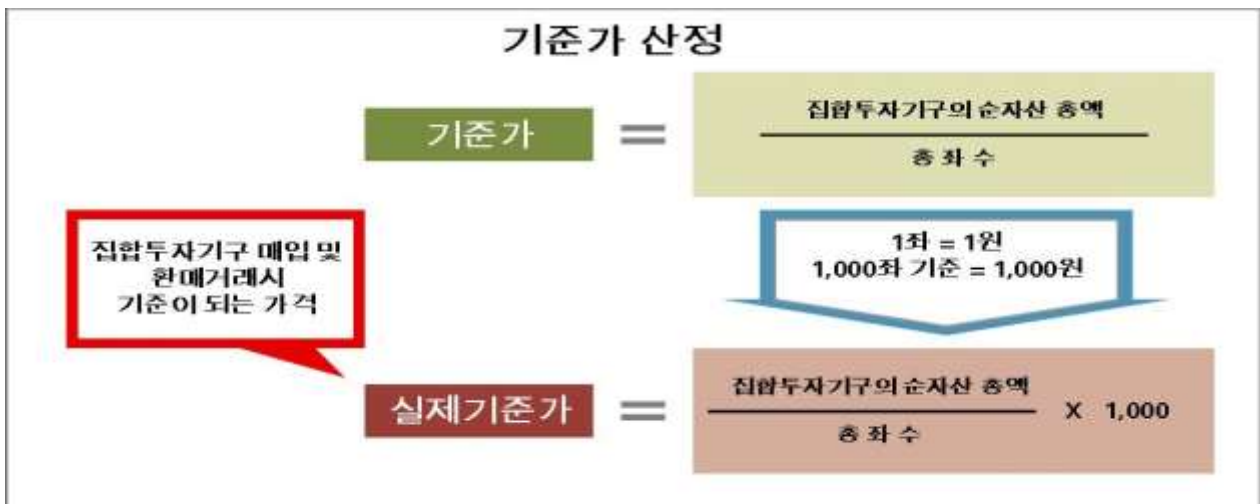 기준가 산정
기준가
=
집합투자기구의 순자산 총액
총 좌 수
집합투자기구 매입 및
환매거래시
기준이 되는 가격
1좌 = 1원
1,000좌 기준 = 1,000원
실제기준가
=
집합투자기구의 순자산 총액
총 좌 수
X 1,000